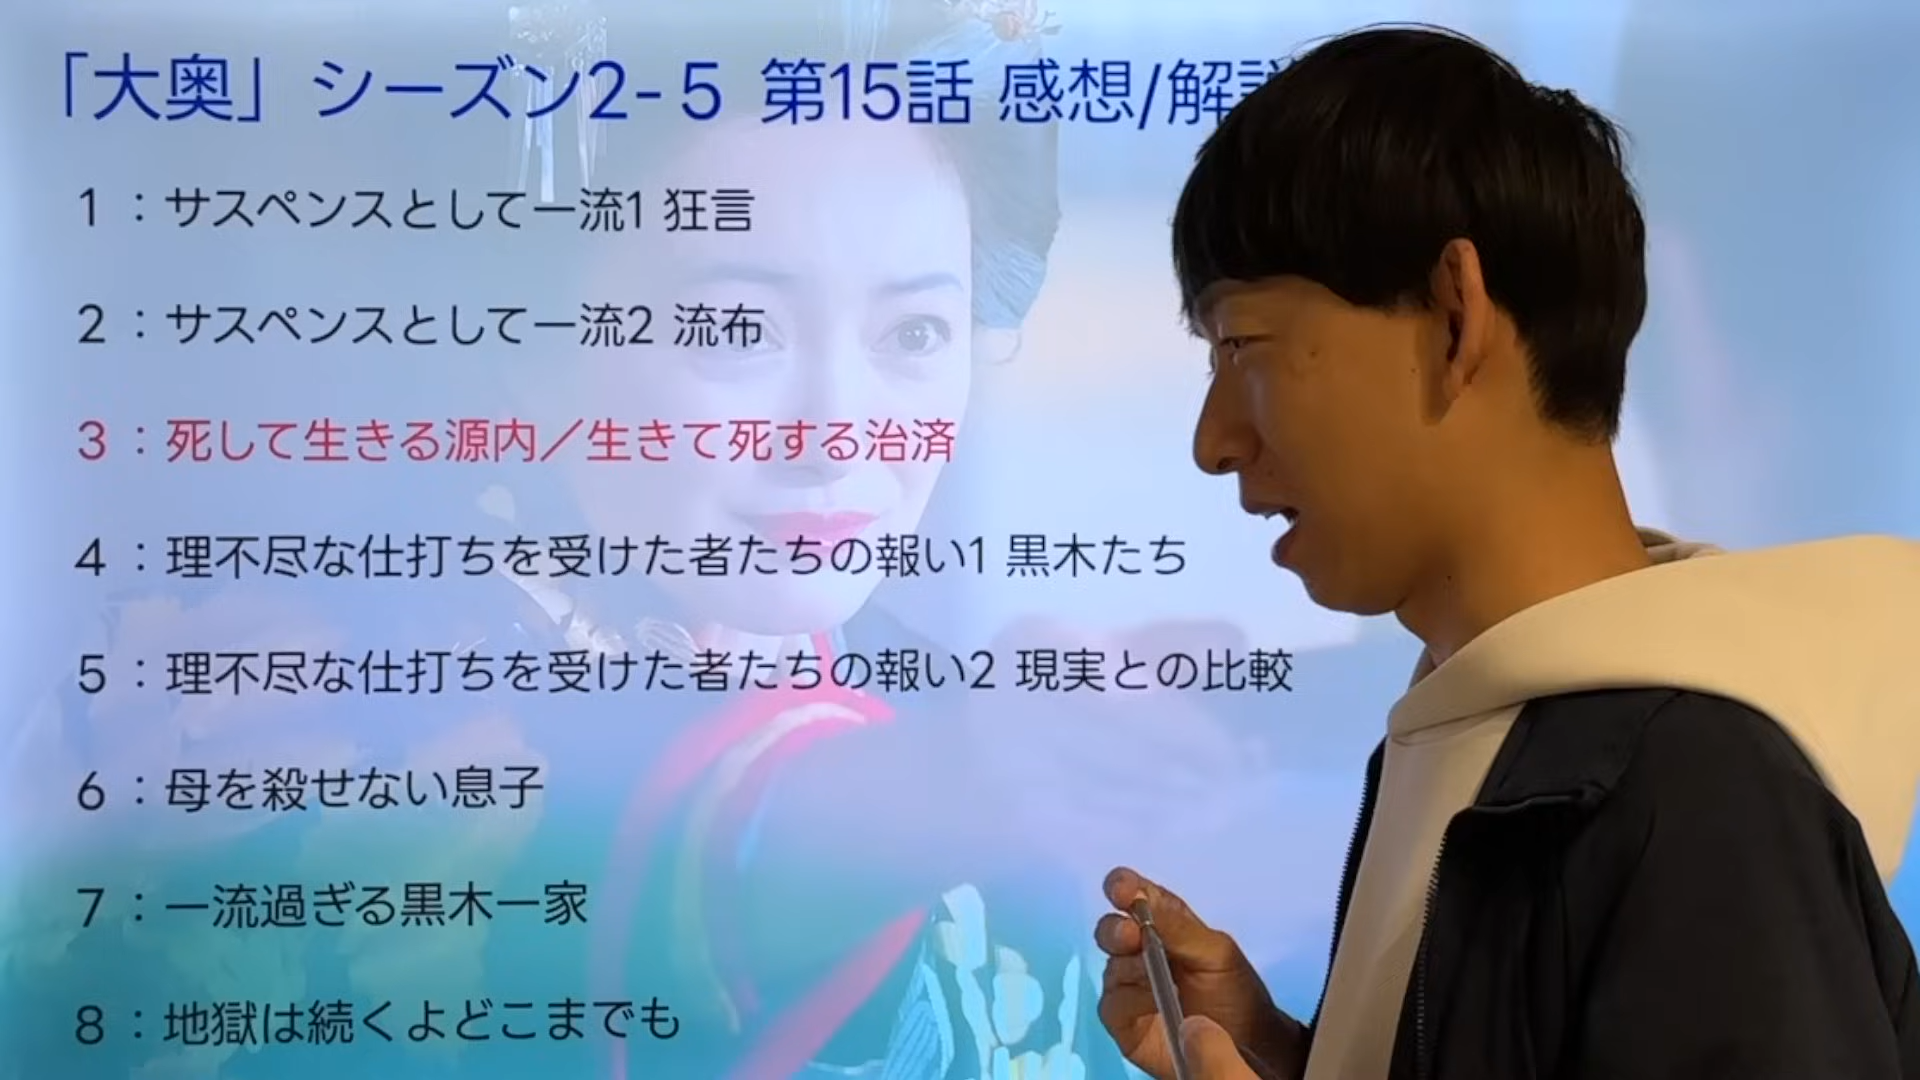 「大奥」シーズン2-5 第15話 感想/解
1：サスペンスとして一流1 狂言
2：サスペンスとして一流2 流布
3：死して生きる源内／生きて死する治済
4：理不尽な仕打ちを受けた者たちの報い1 黒木たち
5：理不尽な仕打ちを受けた者たちの報い2 現実との比較
6：母を殺せない息子
7：一流過ぎる黒木一家
8：地獄は続くよどこまでも